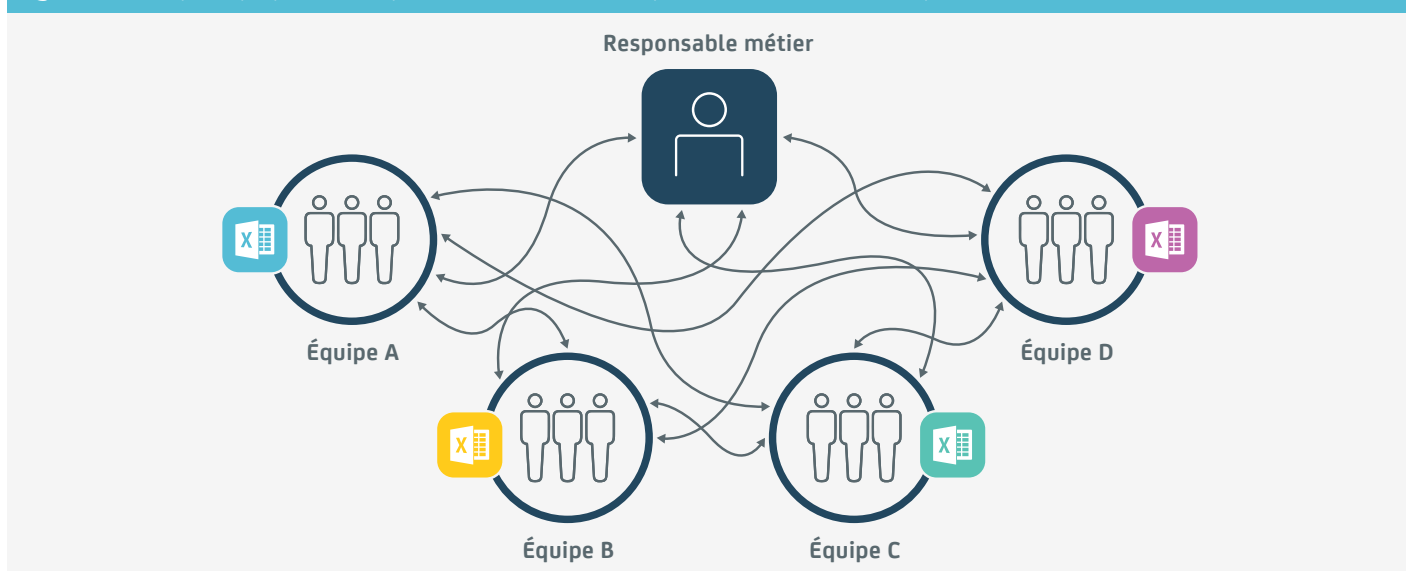 Responsable métier
X
X
Équipe A
Équipe D
X
X
Équipe B
Équipe C